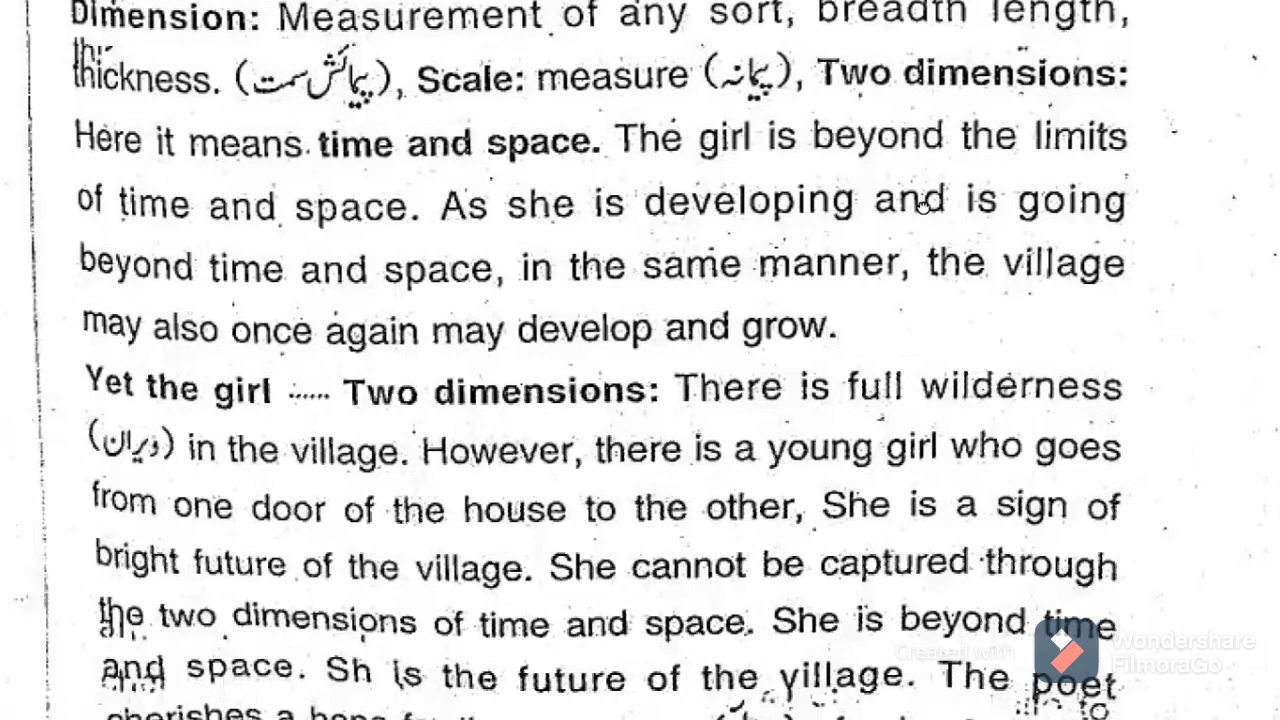 Dimension: Measurement of any sort, breadth length,
thickness. (پیمائش سمت), Scale: measure (پیمانہ), Two dimensions:
Here it means time and space. The girl is beyond the limits
of time and space. As she is developing and is going
beyond time and space, in the same manner, the village
may also once again may develop and grow.
Yet the girl ...... Two dimensions: There is full wilderness
(ویران) in the village. However, there is a young girl who goes
from one door of the house to the other, She is a sign of
bright future of the village. She cannot be captured through
the two dimensions of time and space. She is beyond time
and space. Sh is the future of the village. The poet
cherishes a hope
Created with
Wondershare
FilmoraGo